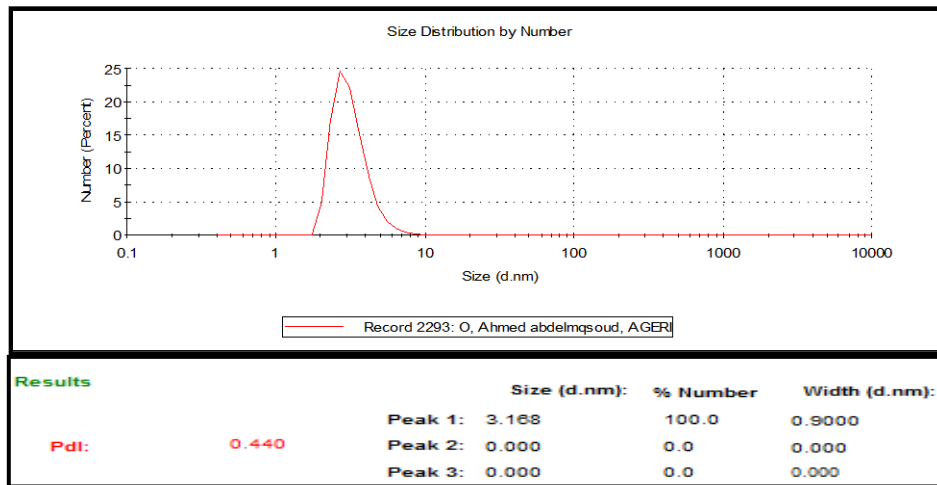 Size Distribution by Number
25
20
15
10
5
0
Number (Percent)
0.1 1 10 100 1000 10000
Size (d.nm)
Record 2293: O, Ahmed abdelmqsoud, AGERI
Results
Size (d.nm): % Number Width (d.nm):
Peak 1: 3.168 100.0 0.9000
PdI: 0.440 Peak 2: 0.000 0.0 0.000
Peak 3: 0.000 0.0 0.000